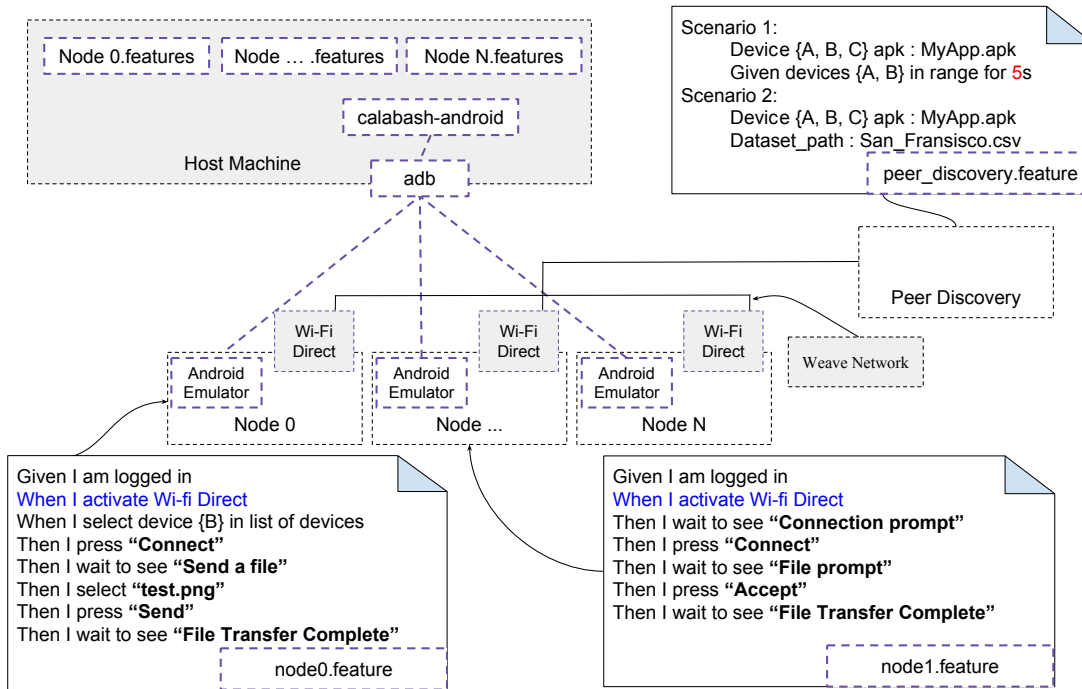 Node 0.features
Node … .features
Node N.features
calabash-android
Host Machine
adb
Scenario 1:
Device {A, B, C} apk : MyApp.apk
Given devices {A, B} in range for 5s
Scenario 2:
Device {A, B, C} apk : MyApp.apk
Dataset_path : San_Fransisco.csv
peer_discovery.feature
Peer Discovery
Wi-Fi
Direct
Wi-Fi
Direct
Wi-Fi
Direct
Weave Network
Android
Emulator
Android
Emulator
Android
Emulator
Node 0
Node ...
Node N
Given I am logged in
When I activate Wi-fi Direct
When I select device {B} in list of devices
Then I press “Connect”
Then I wait to see “Send a file”
Then I select “test.png”
Then I press “Send”
Then I wait to see “File Transfer Complete”
node0.feature
Given I am logged in
When I activate Wi-fi Direct
Then I wait to see “Connection prompt”
Then I press “Connect”
Then I wait to see “File prompt”
Then I press “Accept”
Then I wait to see “File Transfer Complete”
node1.feature